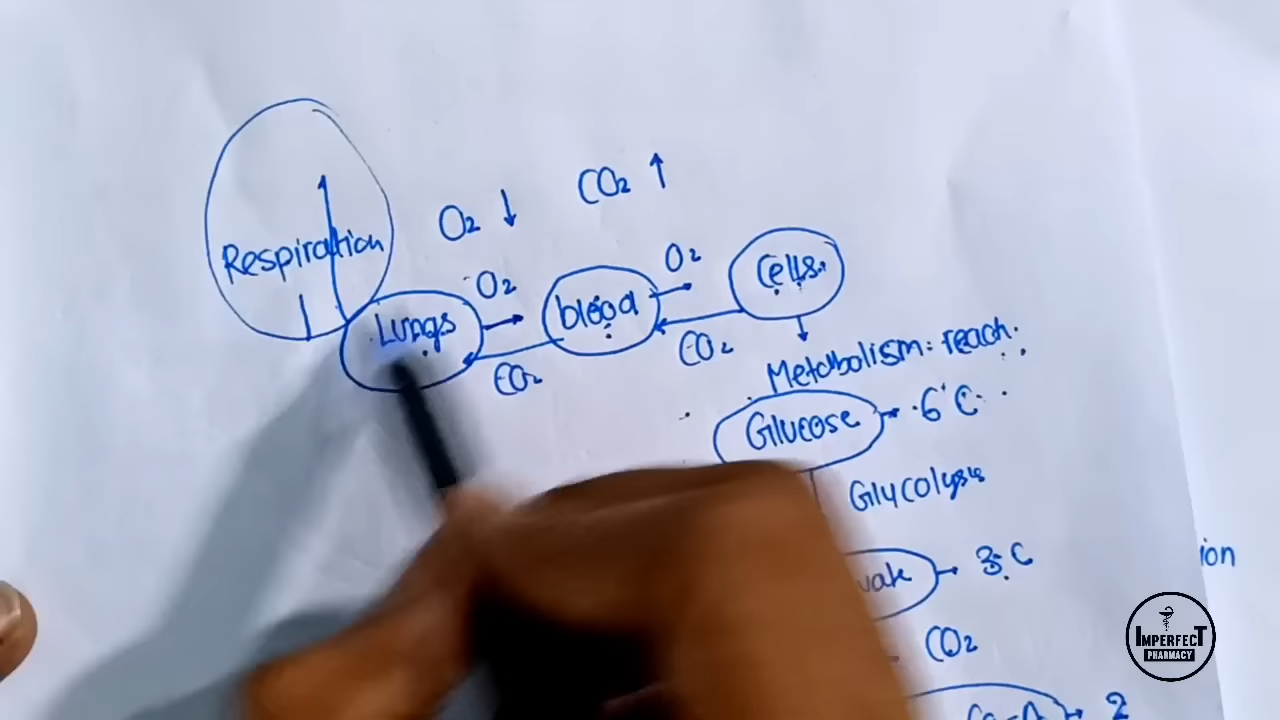 CO₂ ↑
O₂ ↓
Respiration
O₂
O₂
Cells.
Lungs
blood
CO₂
CO₂
Metabolism: reach.
Glucose → 6 C
Glycolysis
→ 3 C
ion
CO₂
→ 2
IMPERFECT
PHARMACY